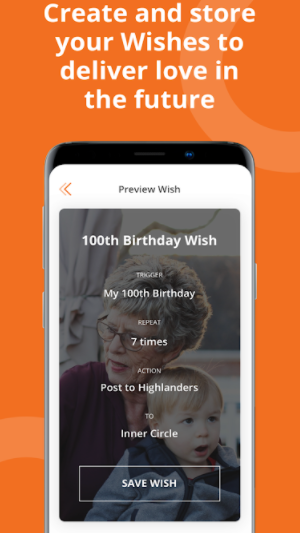 Create and store
your Wishes to
deliver love in
the future
Preview Wish
100th Birthday Wish
TRIGGER
My 100th Birthday
REPEAT
7 times
ACTION
Post to Highlanders
TO
Inner Circle
SAVE WISH